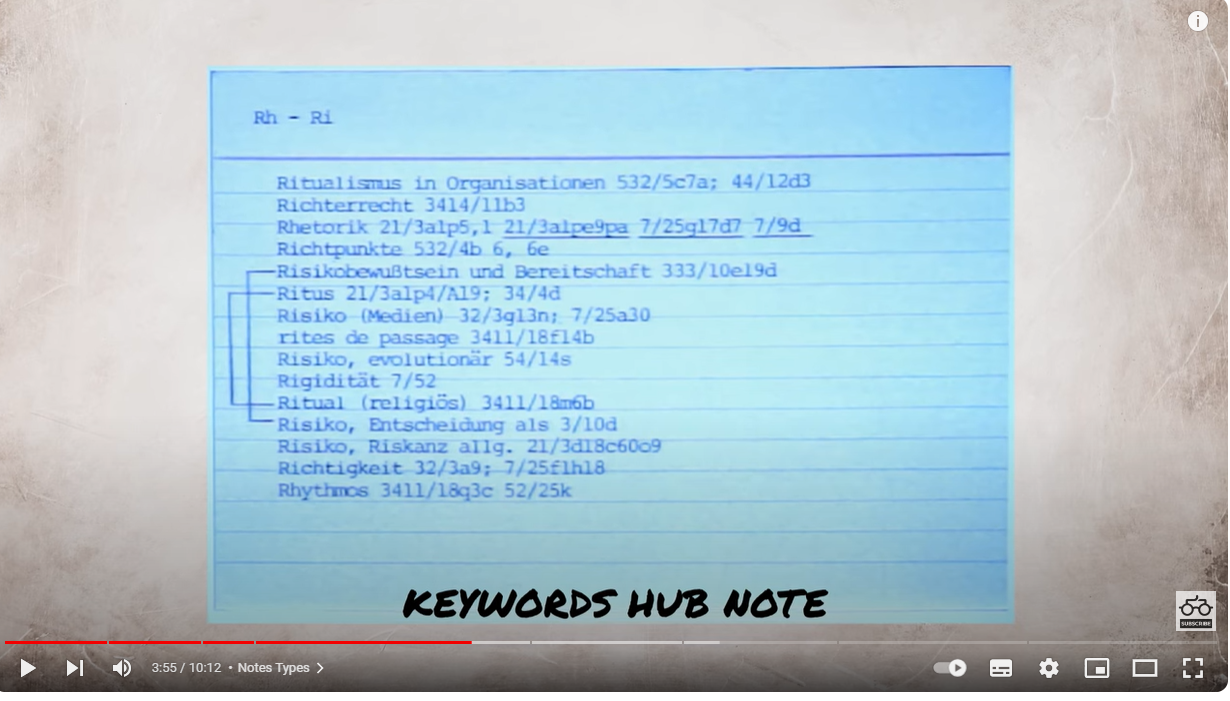 Rh - Ri
Ritualismus in Organisationen 532/5c7a; 44/12d3
Richterrecht 3414/11b3
Rhetorik 21/3a1p5,1 21/3a1pe9pa 7/25g17d7 7/9d
Richtpunkte 532/4b 6, 6e
Risikobewußtsein und Bereitschaft 333/10e19d
Ritus 21/3a1p4/A19; 34/4d
Risiko (Medien) 32/3g13n; 7/25a30
rites de passage 3411/18f14b
Risiko, evolutionär 54/14s
Rigidität 7/52
Ritual (religiös) 3411/18m6b
Risiko, Entscheidung als 3/10d
Risiko, Riskanz allg. 21/3d18c60o9
Richtigkeit 32/3a9; 7/25f1h18
Rhythmos 3411/18q3c 52/25k
KEYWORDS HUB NOTE
SUBSCRIBE
3:55 / 10:12 • Notes Types